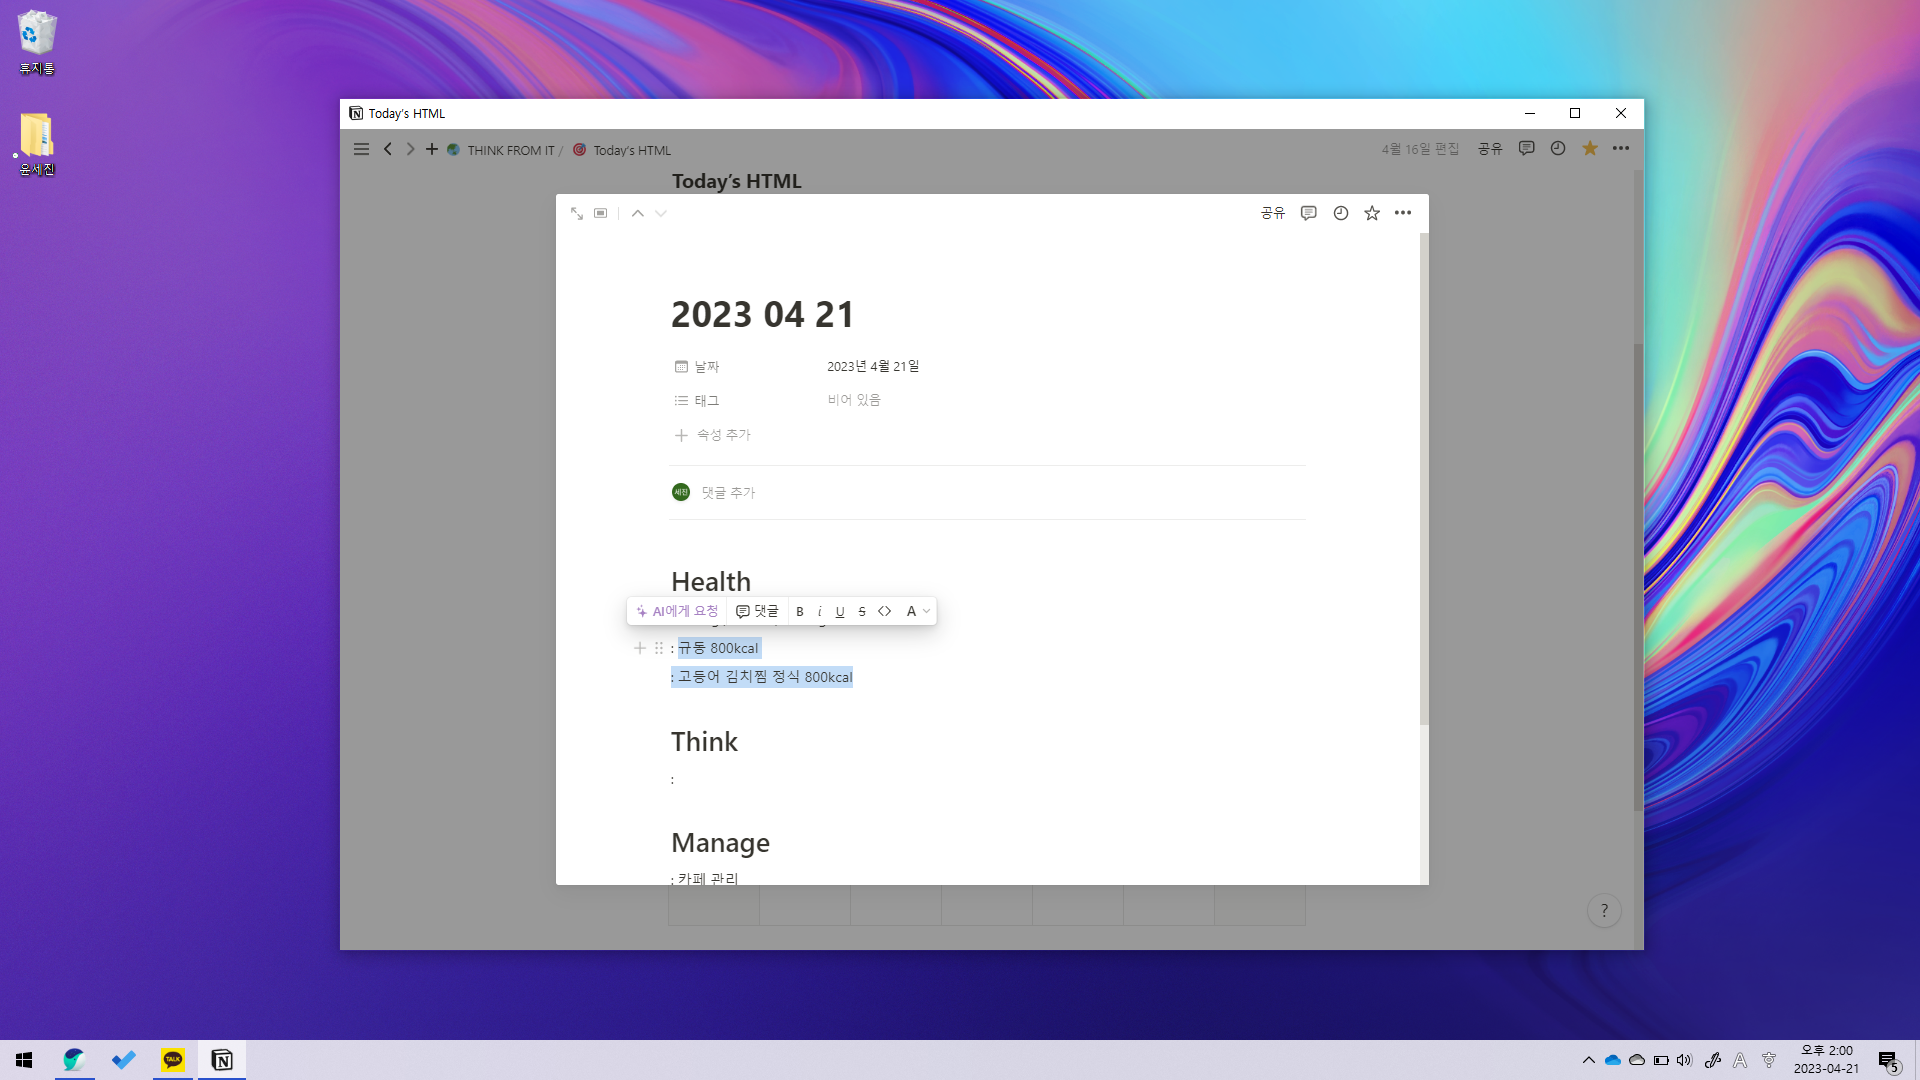 휴지통
윤세진
Today's HTML
THINK FROM IT / Today's HTML
4월 16일 편집 공유
Today's HTML
공유
2023 04 21
날짜 2023년 4월 21일
태그 비어 있음
속성 추가
세진 댓글 추가
Health
AI에게 요청 댓글 B i U S <> A
: 규동 800kcal
: 고등어 김치찜 정식 800kcal
Think
:
Manage
: 카페 관리
?
TALK
A 한
오후 2:00
2023-04-21
5